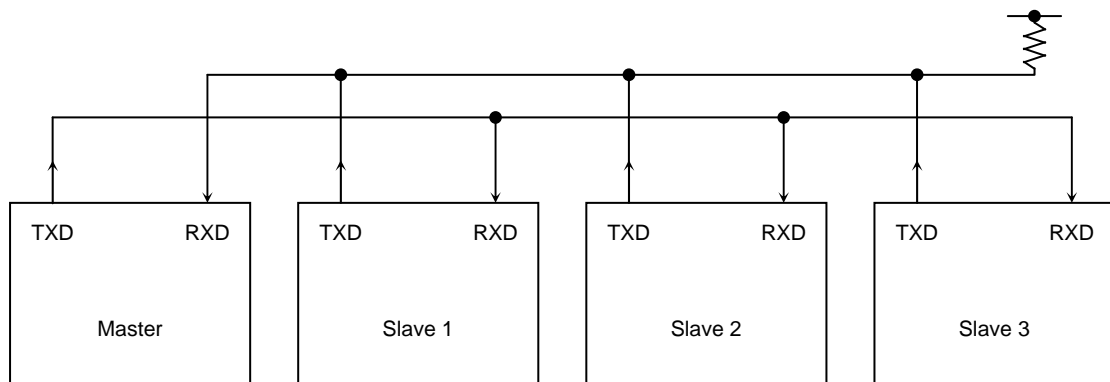 TXD RXD TXD RXD TXD RXD TXD RXD
Master Slave 1 Slave 2 Slave 3